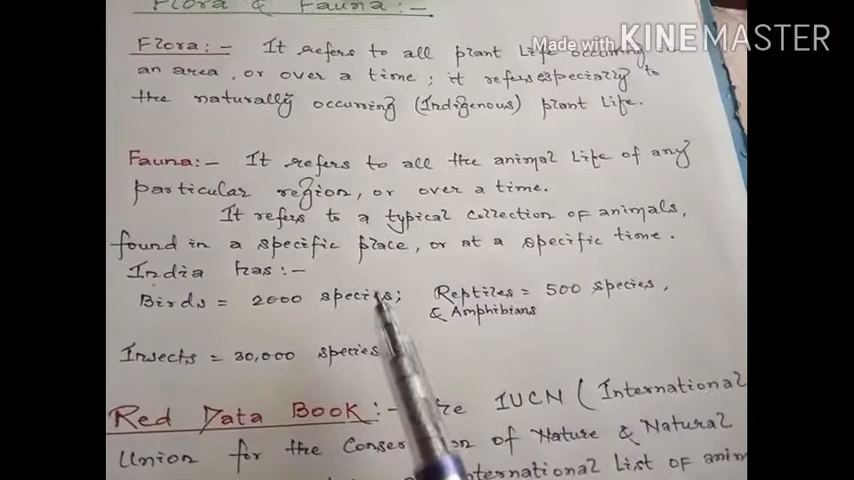 Flora & Fauna :-
Made with KINEMASTER
Flora :- It refers to all plant life occurring
an area, or over a time; it refers especially to
the naturally occurring (Indigenous) plant life.
Fauna :- It refers to all the animal life of any
particular region, or over a time.
It refers to a typical collection of animals,
found in a specific place, or at a specific time.
India has :-
Birds = 2000 species; Reptiles = 500 species,
& Amphibians
Insects = 30,000 species
Red Data Book :- The IUCN (International
Union for the Conservation of Nature & Natural
International List of